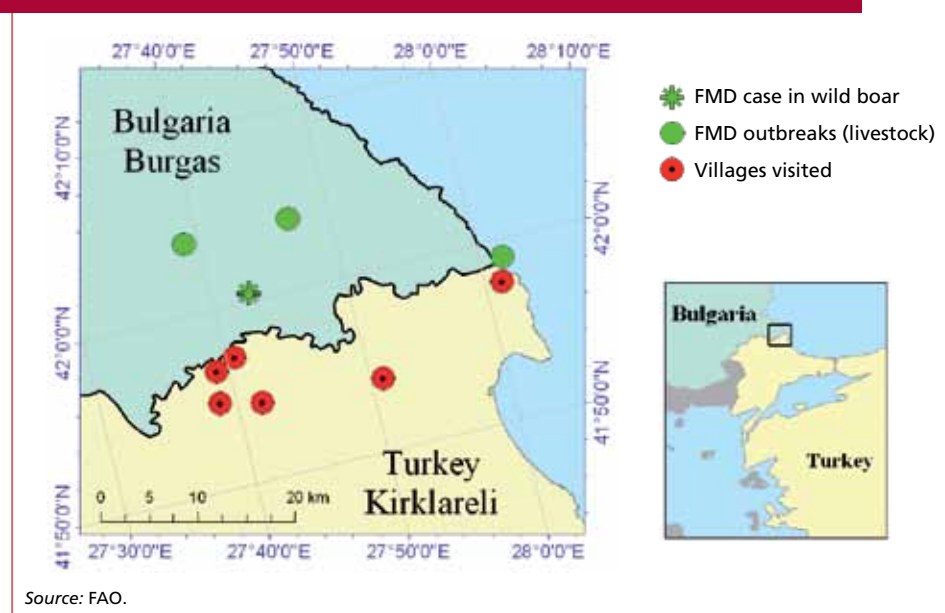 27°40'0"E 27°50'0"E 28°0'0"E 28°10'0"E
42°10'0"N
42°0'0"N
42°0'0"N
41°50'0"N
41°50'0"N
Bulgaria
Burgas
Turkey
Kirklareli
0 5 10 20 km
27°30'0"E 27°40'0"E 27°50'0"E 28°0'0"E
FMD case in wild boar
FMD outbreaks (livestock)
Villages visited
Bulgaria
Turkey
Source: FAO.